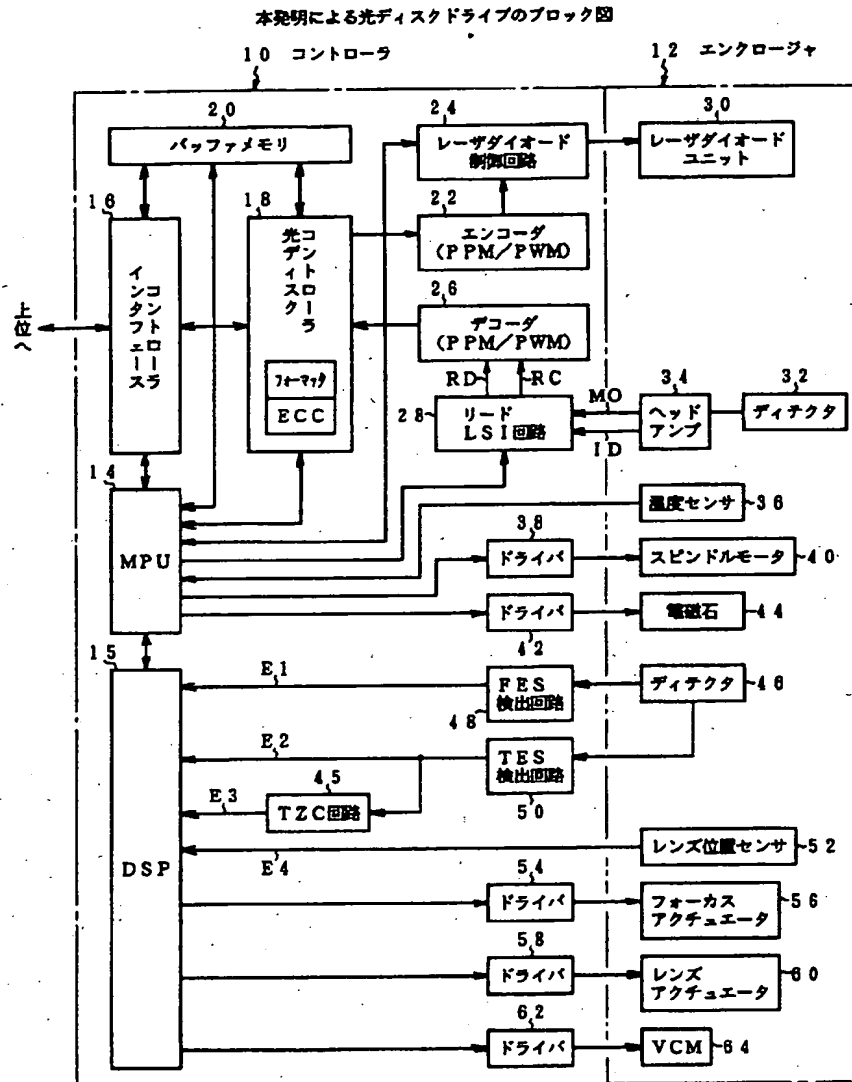 本発明による光ディスクドライブのブロック図
10 コントローラ
12 エンクロージャ
20
バッファメモリ
24
レーザダイオード
制御回路
30
レーザダイオード
ユニット
16
コントローラ
インタフェース
18
コントローラ
光ディスク
フォーマッタ
ECC
22
エンコーダ
(PPM/PWM)
26
デコーダ
(PPM/PWM)
上位へ
RD
RC
28
リード
LSI回路
MO
ID
34
ヘッド
アンプ
32
ディテクタ
14
MPU
温度センサ
36
38
ドライバ
スピンドルモータ
40
ドライバ
42
電磁石
44
15
DSP
E1
FES
検出回路
48
ディテクタ
46
E2
TES
検出回路
50
E3
45
TZC回路
E4
レンズ位置センサ
52
54
ドライバ
フォーカス
アクチュエータ
56
58
ドライバ
レンズ
アクチュエータ
60
62
ドライバ
VCM
64